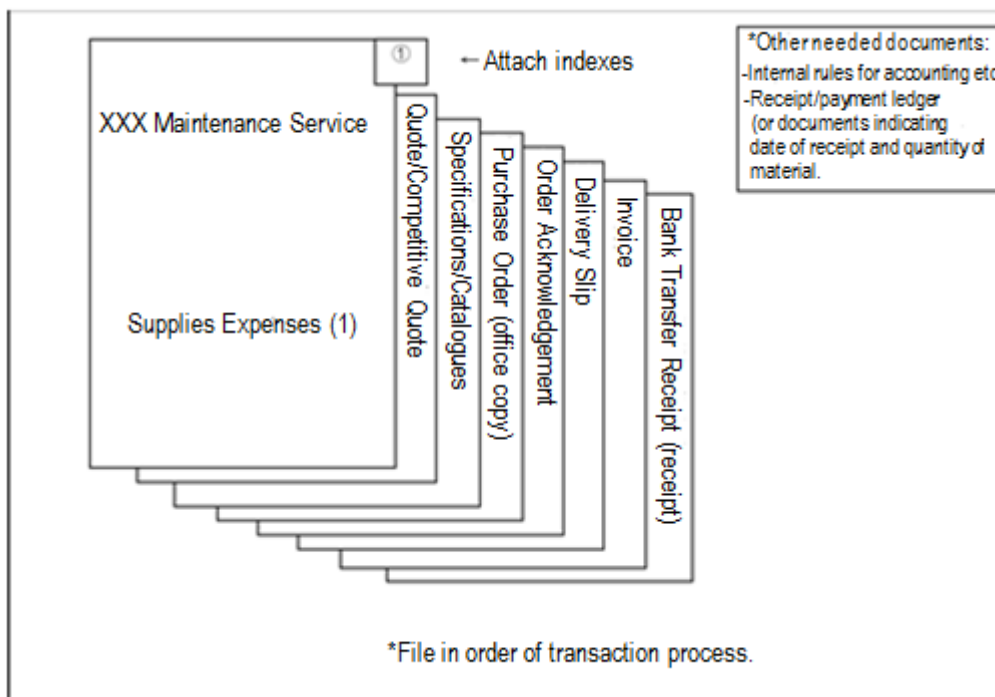 ①
← Attach indexes
XXX Maintenance Service
Supplies Expenses (1)
Quote/Competitive Quote
Specifications/Catalogues
Purchase Order (office copy)
Order Acknowledgement
Delivery Slip
Invoice
Bank Transfer Receipt (receipt)
*Other needed documents:
-Internal rules for accounting etc
-Receipt/payment ledger
(or documents indicating
date of receipt and quantity of
material.
*File in order of transaction process.